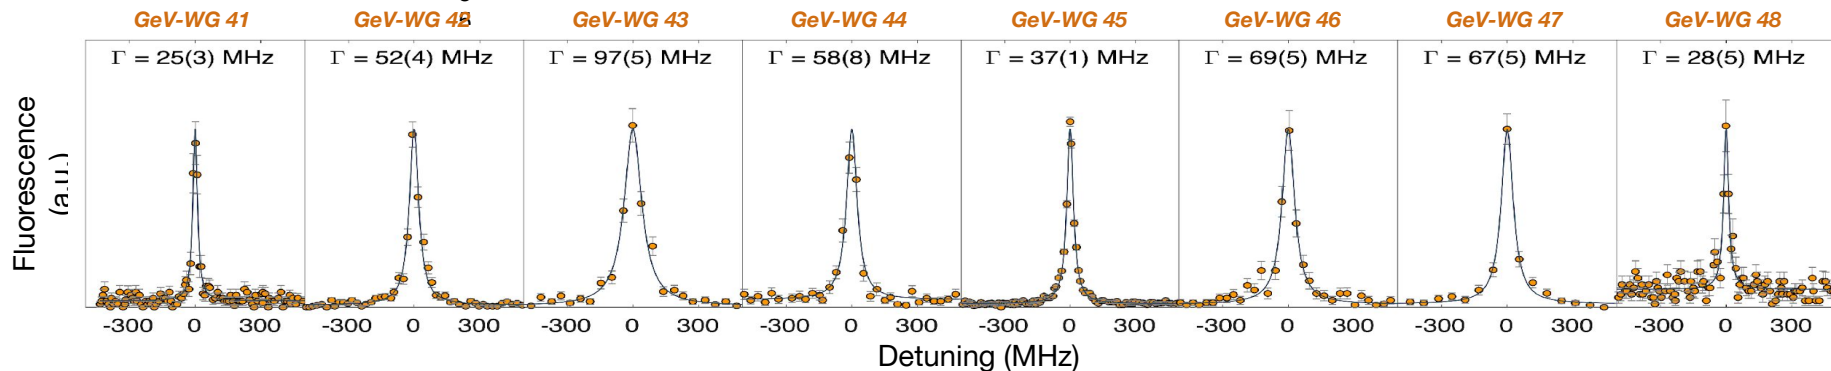 GeV-WG 41 GeV-WG 42 GeV-WG 43 GeV-WG 44 GeV-WG 45 GeV-WG 46 GeV-WG 47 GeV-WG 48
Γ = 25(3) MHz Γ = 52(4) MHz Γ = 97(5) MHz Γ = 58(8) MHz Γ = 37(1) MHz Γ = 69(5) MHz Γ = 67(5) MHz Γ = 28(5) MHz
Fluorescence
(a.u.)
-300 0 300 -300 0 300 -300 0 300 -300 0 300 -300 0 300 -300 0 300 -300 0 300 -300 0 300
Detuning (MHz)